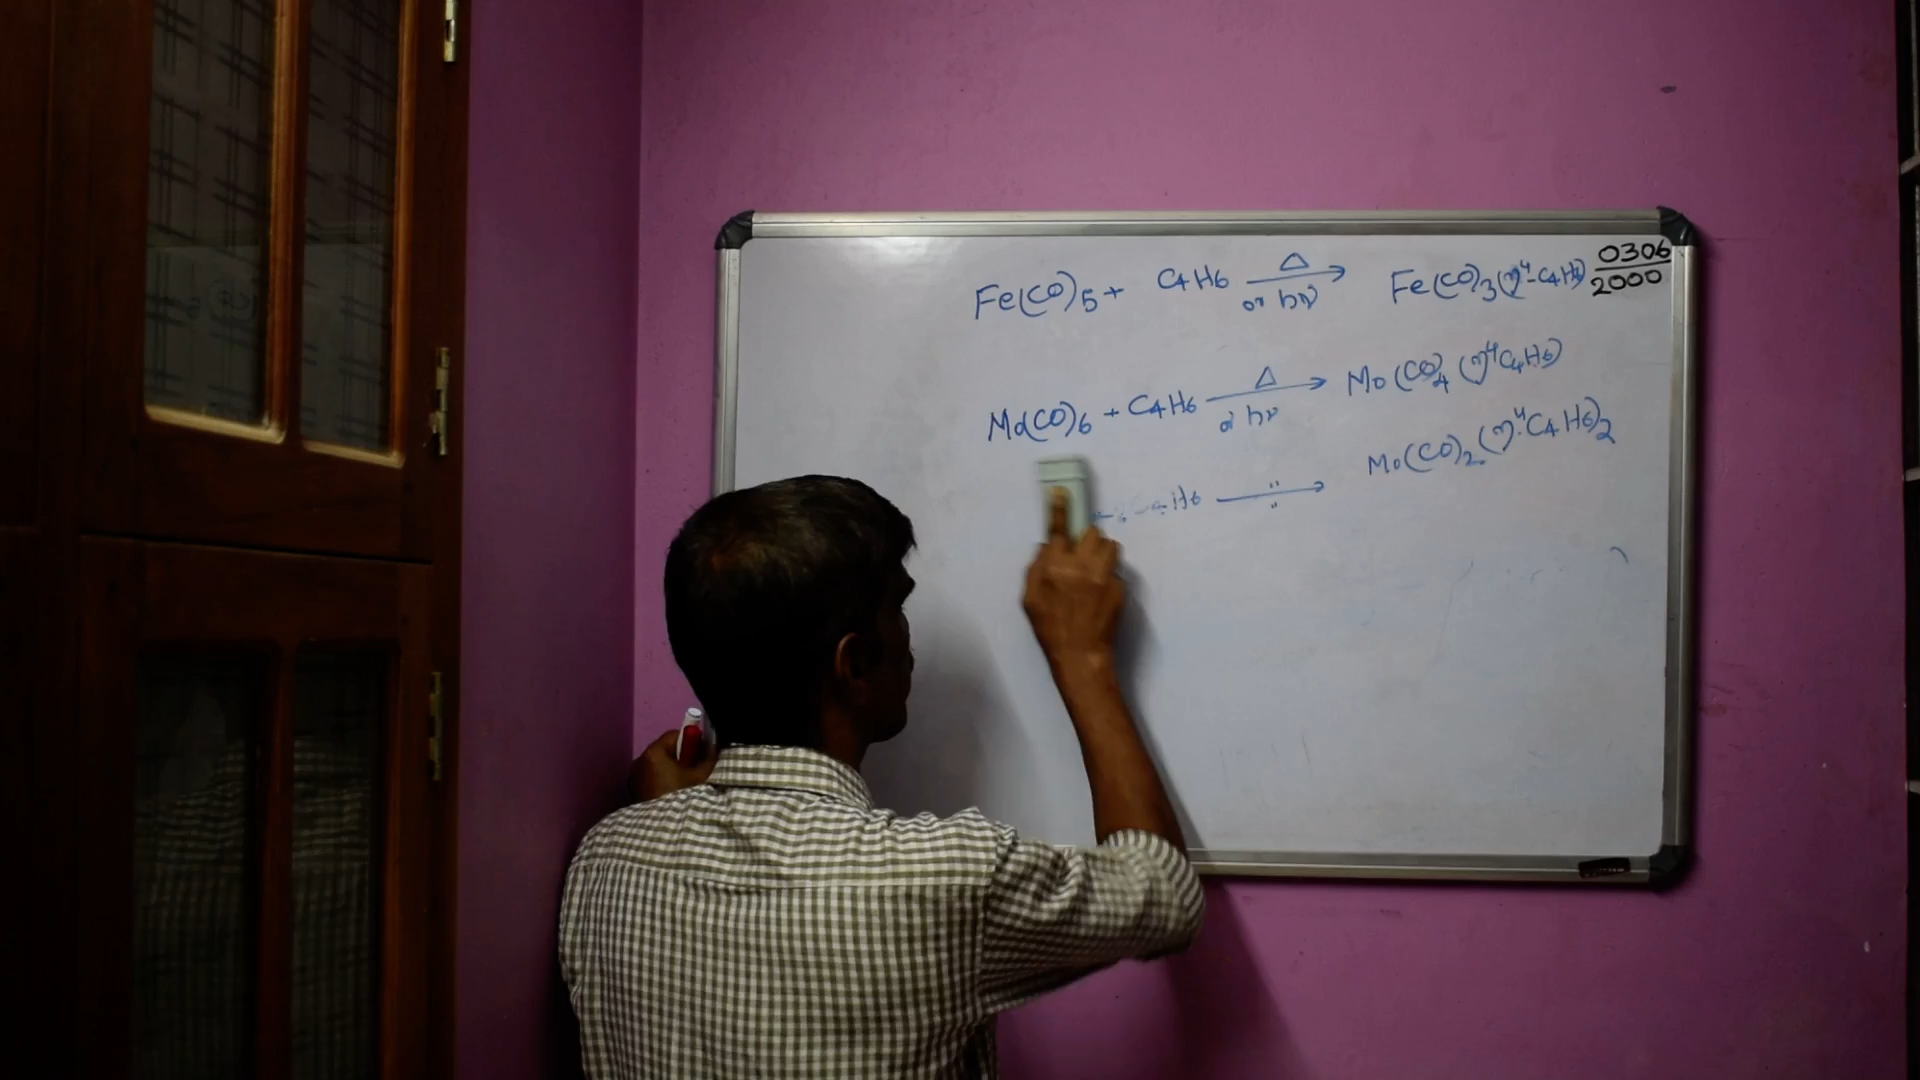 Fe(CO)5 + C4H6 Δ or hν → Fe(CO)3(η4-C4H6)
0306
2000
Mo(CO)6 + C4H6 Δ or hν → Mo(CO)4 (η4C4H6)
H6 " " → Mo(CO)2(η4-C4H6)2